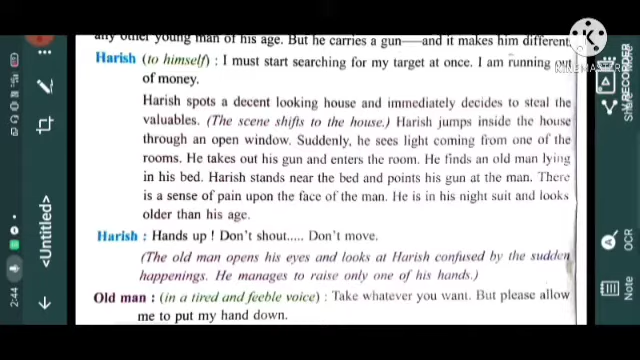 any other young man of his age. But he carries a gun——and it makes him different.
Harish (to himself) : I must start searching for my target at once. I am running out
of money.
Harish spots a decent looking house and immediately decides to steal the
valuables. (The scene shifts to the house.) Harish jumps inside the house
through an open window. Suddenly, he sees light coming from one of the
rooms. He takes out his gun and enters the room. He finds an old man lying
in his bed. Harish stands near the bed and points his gun at the man. There
is a sense of pain upon the face of the man. He is in his night suit and looks
older than his age.
Harish : Hands up ! Don't shout..... Don't move.
(The old man opens his eyes and looks at Harish confused by the sudden
happenings. He manages to raise only one of his hands.)
Old man : (in a tired and feeble voice) : Take whatever you want. But please allow
me to put my hand down.
2:44
<Untitled>
KINEMASTER
RECORDER
Share
More
OCR
Note